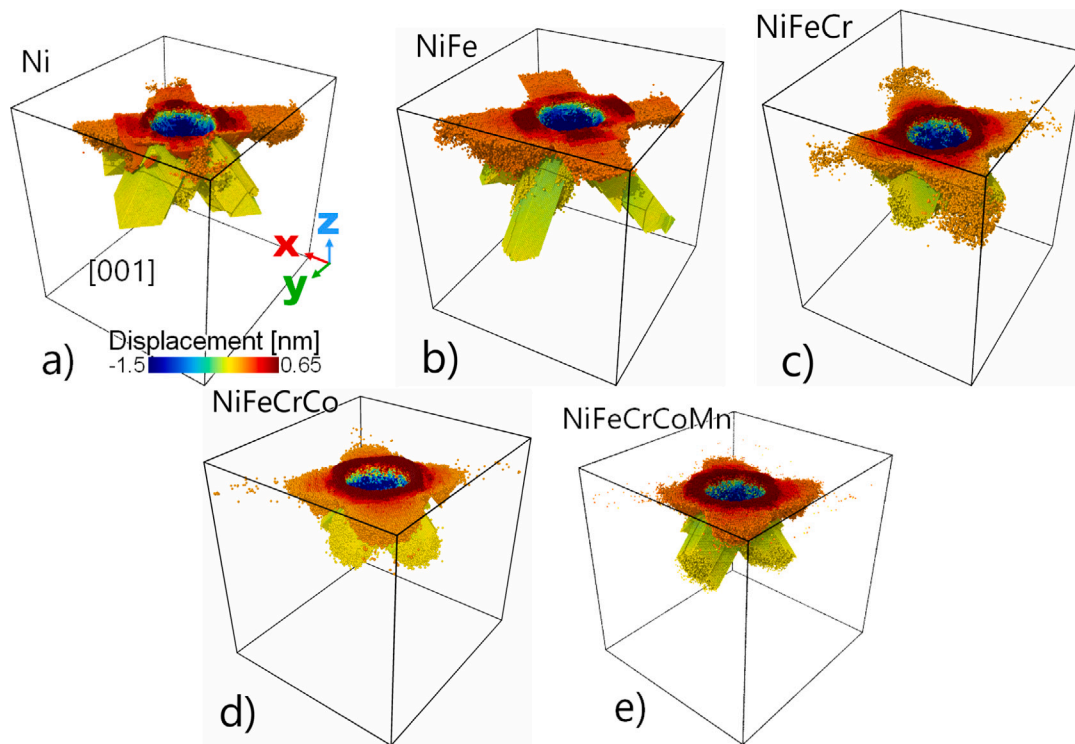 Ni
NiFe
NiFeCr
z
x
y
[001]
Displacement [nm]
-1.5 0.65
a)
b)
c)
NiFeCrCo
NiFeCrCoMn
d)
e)